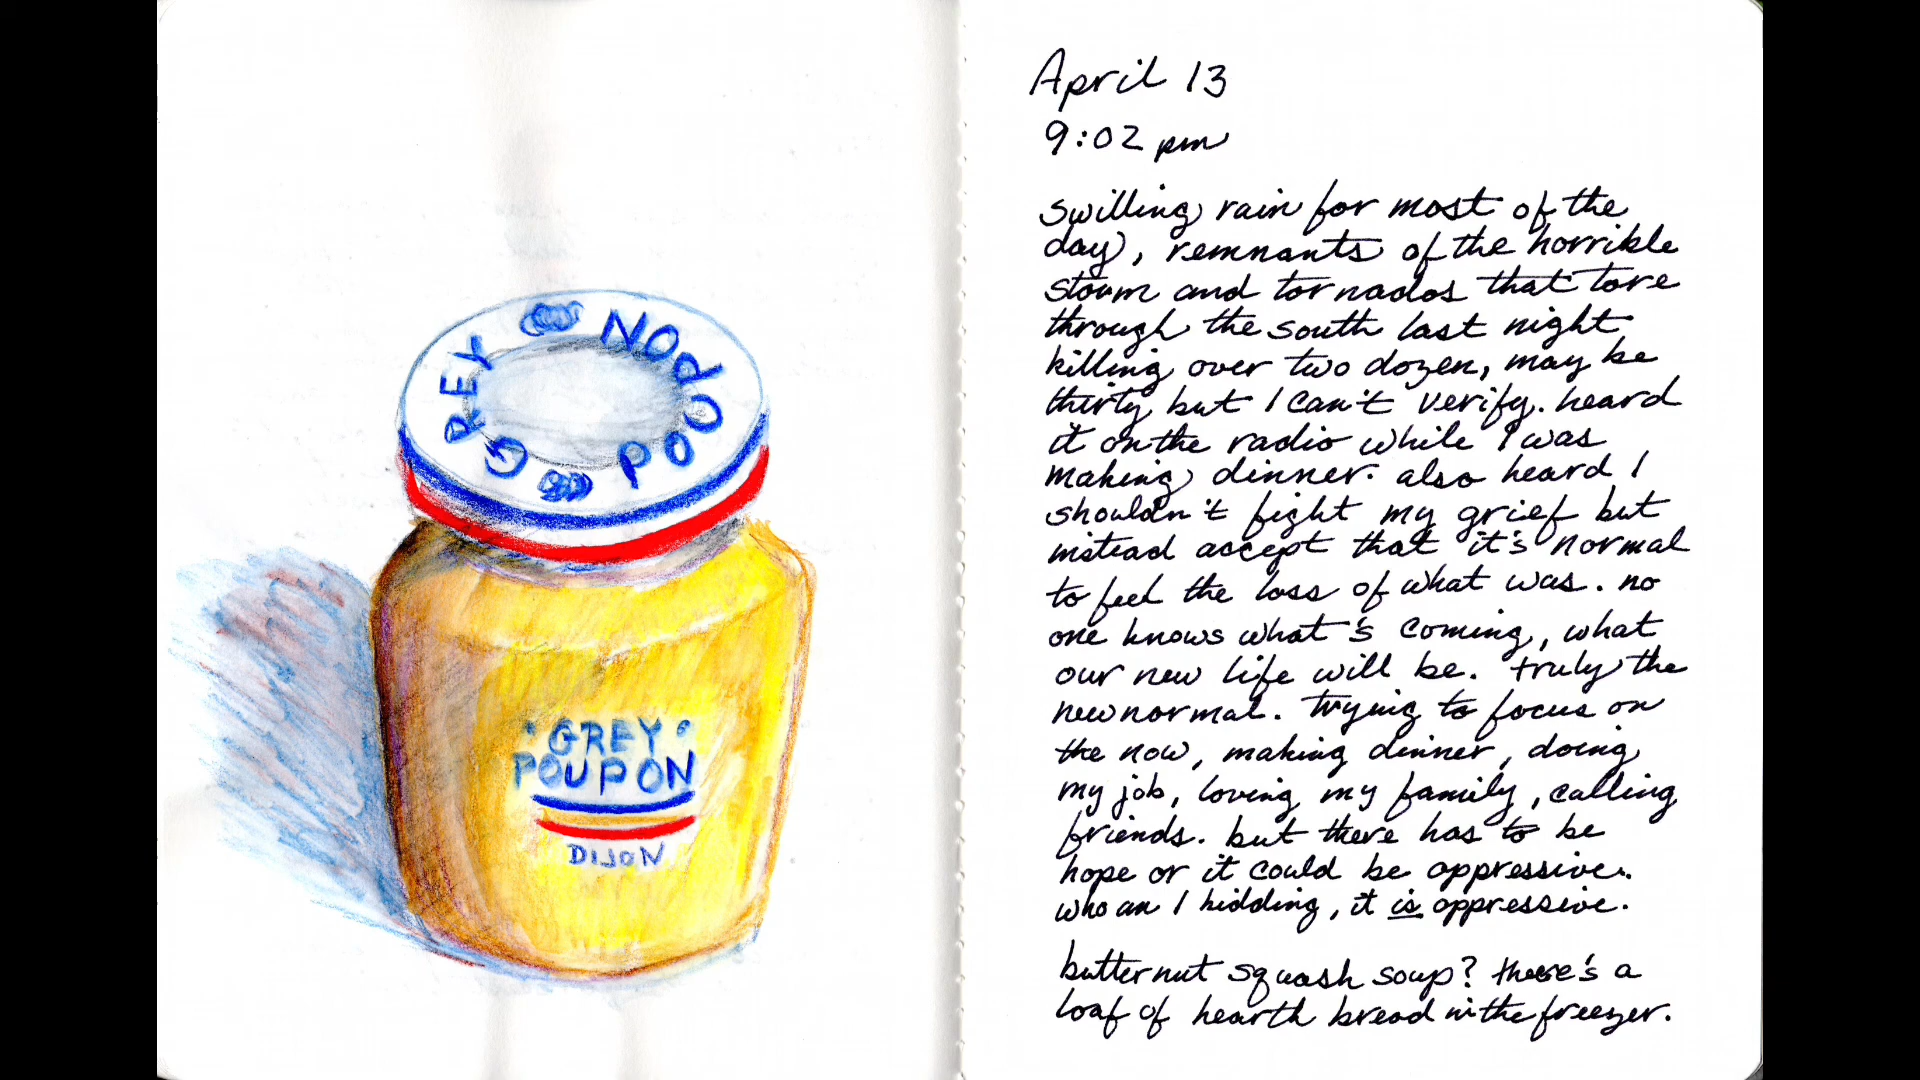 GREY POUPON
· GREY ·
POUPON
DIJON
April 13
9:02 pm
swilling rain for most of the
day, remnants of the horrible
storm and tornados that tore
through the south last night
killing over two dozen, may be
thirty but I can't verify. heard
it on the radio while I was
making dinner. also heard I
shouldn't fight my grief but
instead accept that it's normal
to feel the loss of what was. no
one knows what's coming, what
our new life will be. truly the
new normal. trying to focus on
the now, making dinner, doing
my job, loving my family, calling
friends. but there has to be
hope or it could be oppressive.
who am I kidding, it is oppressive.
butternut squash soup? there's a
loaf of hearth bread in the freezer.